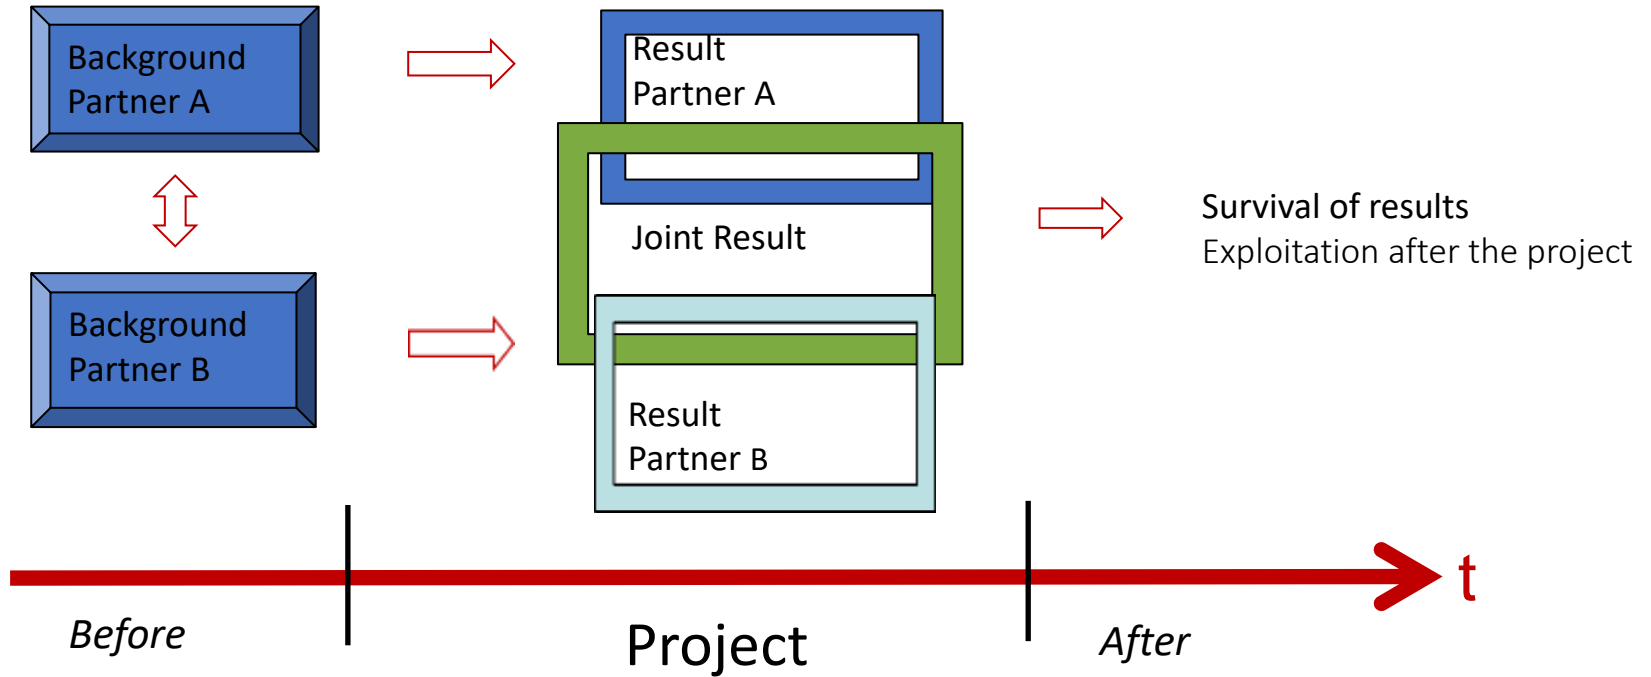 Background
Partner A
Result
Partner A
Joint Result
Survival of results
Exploitation after the project
Background
Partner B
Result
Partner B
t
Before
Project
After